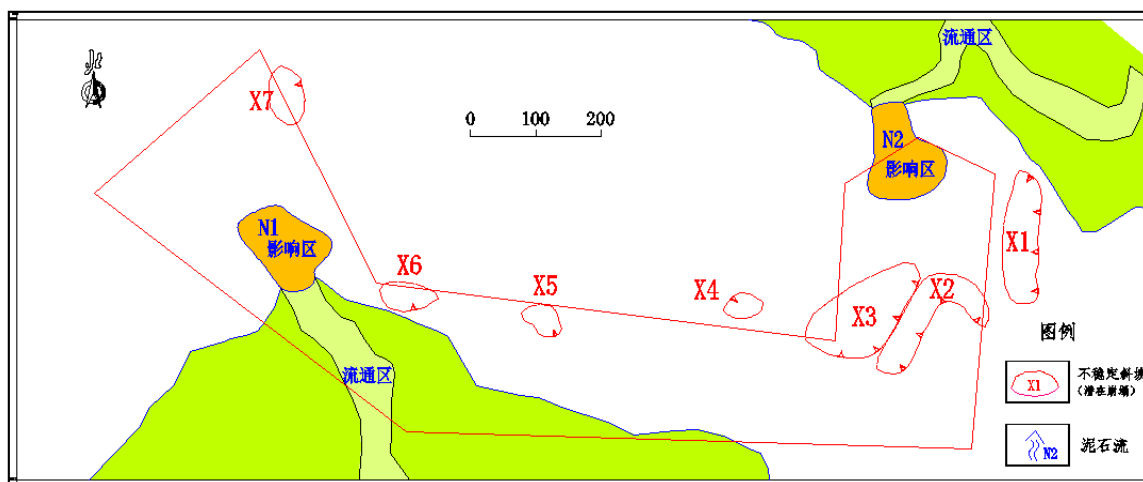 流通区
北
X7
0 100 200
N2
影响区
N1
影响区
X1
X6
X5
X4
X3
X2
流通区
图例
X1
不稳定斜坡
(潜在崩塌)
N2
泥石流